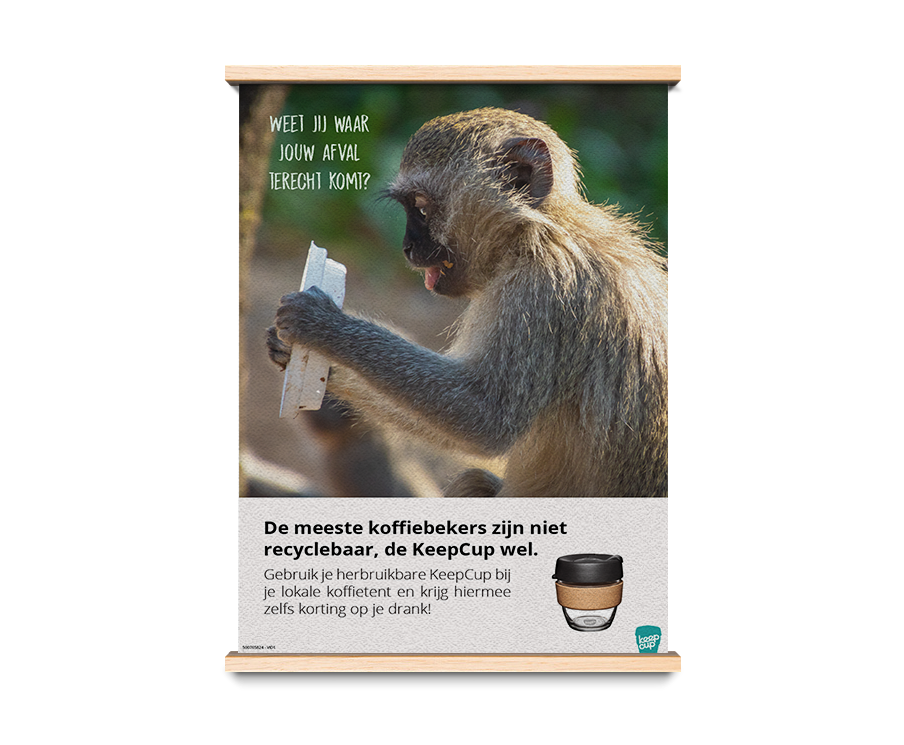 WEET JIJ WAAR
JOUW AFVAL
TERECHT KOMT?
De meeste koffiebekers zijn niet
recyclebaar, de KeepCup wel.
Gebruik je herbruikbare KeepCup bij
je lokale koffietent en krijg hiermee
zelfs korting op je drank!
keep
cup